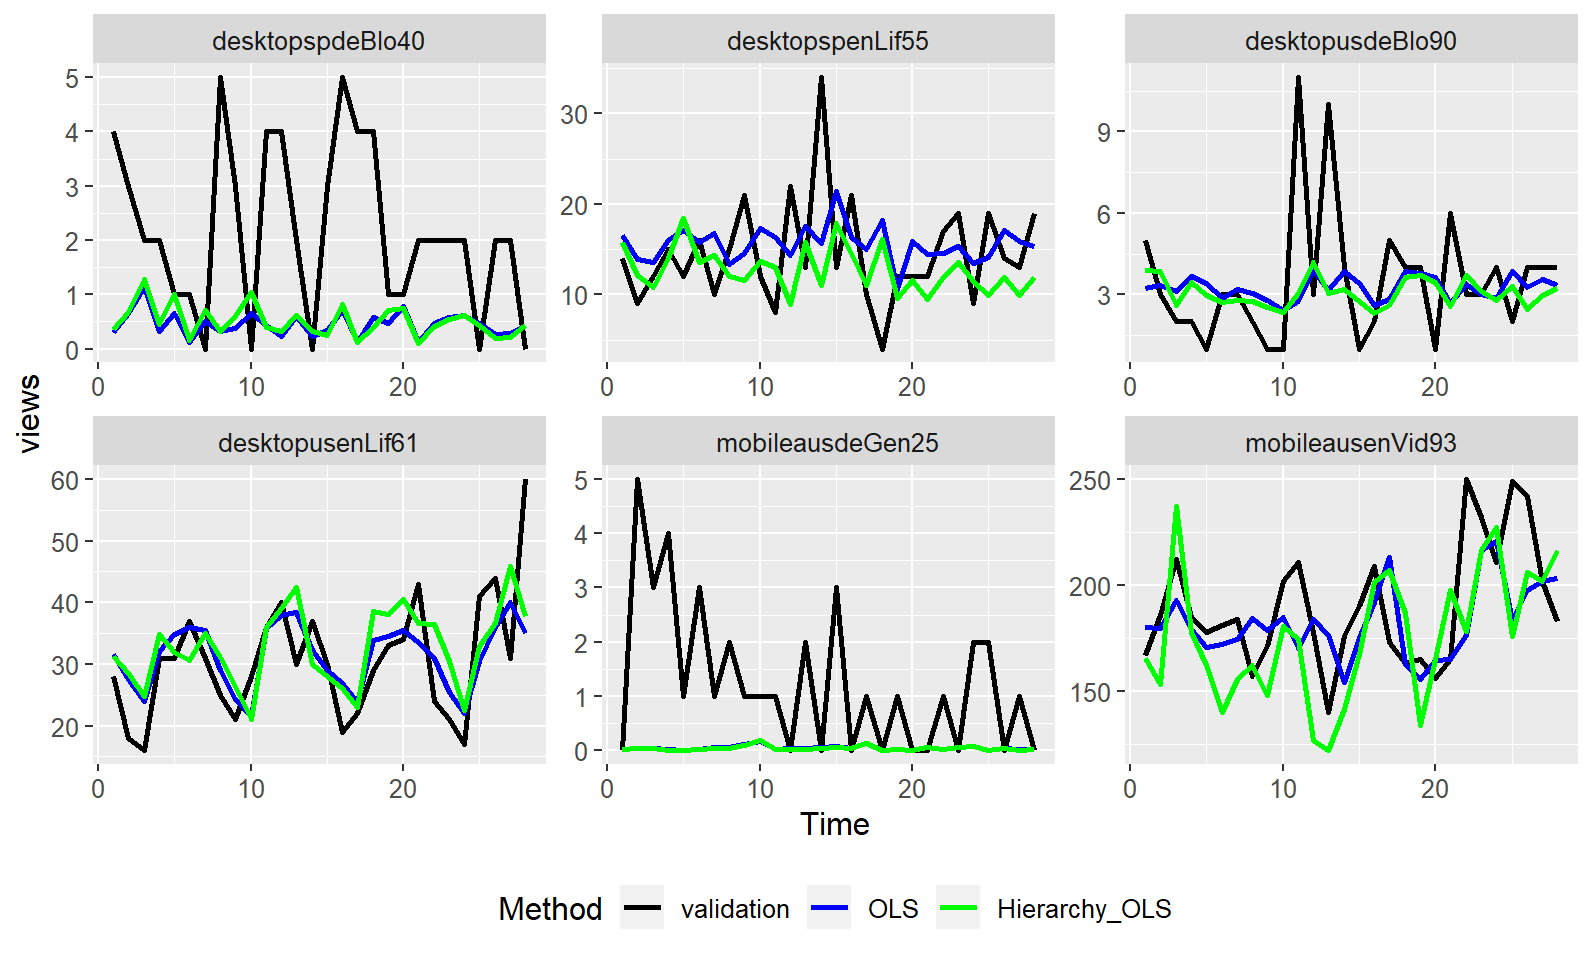 desktopspdeBlo40
desktopspenLif55
desktopusdeBlo90
5
4
3
2
1
0
30
20
10
9
6
3
0 10 20
0 10 20
0 10 20
views
desktopusenLif61
mobileausdeGen25
mobileausenVid93
60
50
40
30
20
5
4
3
2
1
0
250
200
150
0 10 20
0 10 20
0 10 20
Time
Method validation OLS Hierarchy_OLS